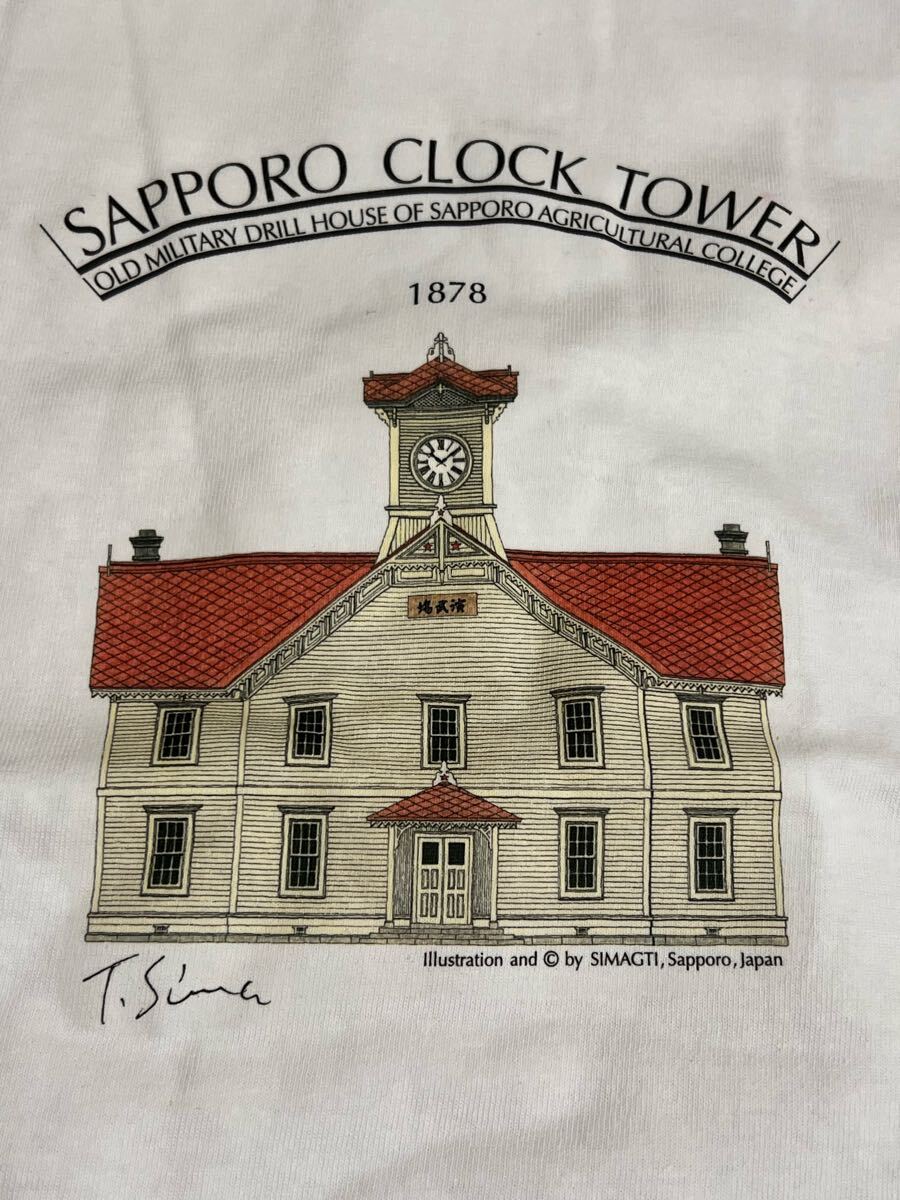 SAPPORO CLOCK TOWER
OLD MILITARY DRILL HOUSE OF SAPPORO AGRICULTURAL COLLEGE
1878
演武場
Illustration and © by SIMAGTI, Sapporo, Japan
T. Sima